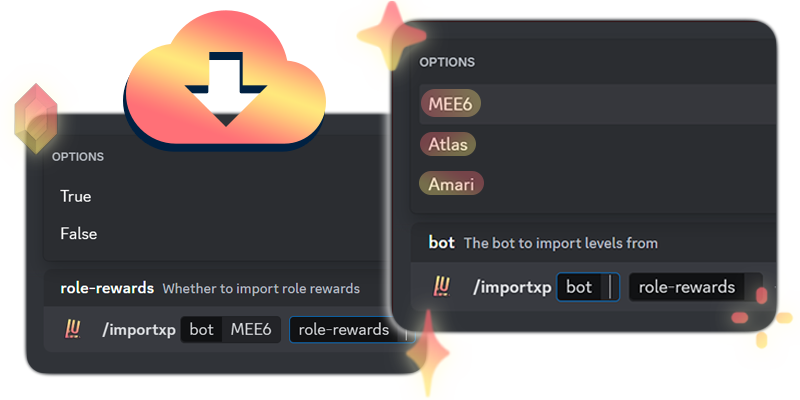 OPTIONS
True
False
role-rewards Whether to import role rewards
/importxp bot MEE6 role-rewards
OPTIONS
MEE6
Atlas
Amari
bot The bot to import levels from
/importxp bot role-rewards